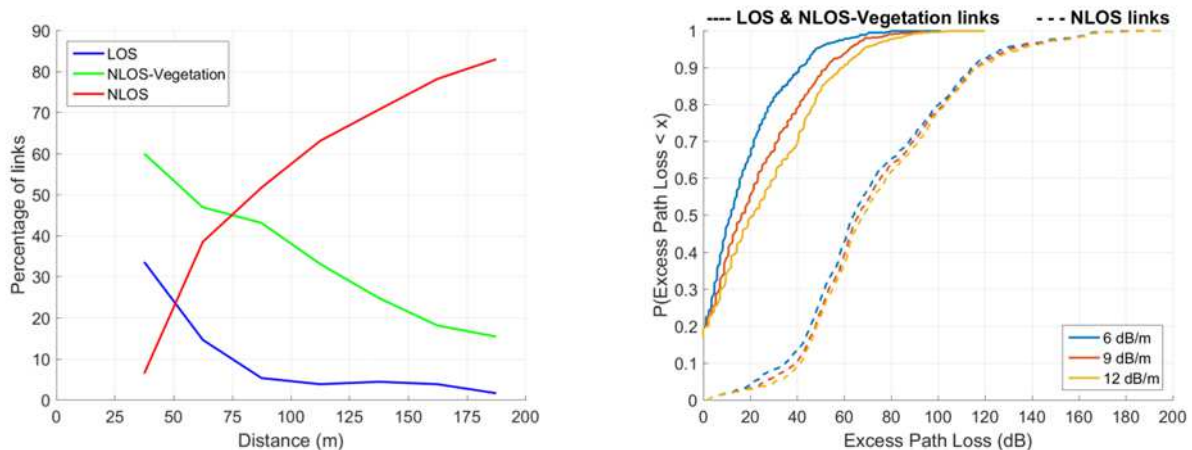 LOS
NLOS-Vegetation
NLOS
Percentage of links
90
80
70
60
50
40
30
20
10
0
0 25 50 75 100 125 150 175 200
Distance (m)
---- LOS & NLOS-Vegetation links - - - NLOS links
P(Excess Path Loss < x)
1
0.9
0.8
0.7
0.6
0.5
0.4
0.3
0.2
0.1
0
6 dB/m
9 dB/m
12 dB/m
0 20 40 60 80 100 120 140 160 180 200
Excess Path Loss (dB)